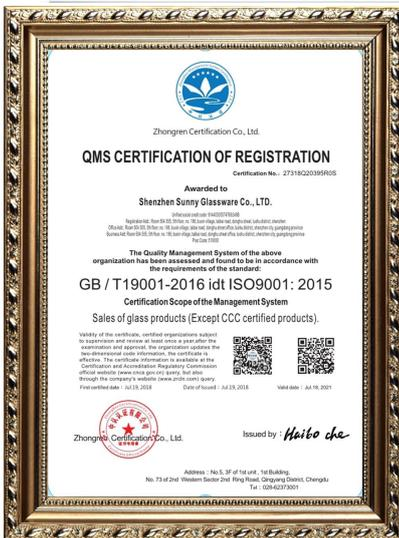 Zhongren Certification Co., Ltd.
QMS CERTIFICATION OF REGISTRATION
Certification No.: 27318Q20395R0S
Awarded to
Shenzhen Sunny Glassware Co., LTD.
The Quality Management System of the above
organization has been assessed and found to be in accordance with
the requirements of the standard:
GB / T19001-2016 idt ISO9001: 2015
Certification Scope of the Management System
Sales of glass products (Except CCC certified products).
Validity of the certificate, certified organizations subject
to supervision and review at least once a year.after the
examination and approval, the organization updates the
two-dimensional code information, the certificate is
effective. The certificate information is available at the
Certification and Accreditation Regulatory Commission
official website (www.cnca.gov.cn) query, but also
through the company's website (www.zrcln.com) query.
First certified date : Jul.19, 2018 Date of Issued : Jul.19, 2018 Valid date : Jul.18, 2021
Zhongren Certification Co., Ltd.
Issued by : Haibo che
Address : No.5, 3F of 1st unit , 1st Building,
No. 73 of 2nd Western Sector 2nd Ring Road, Qingyang District, Chengdu
Tel : 028-62373001